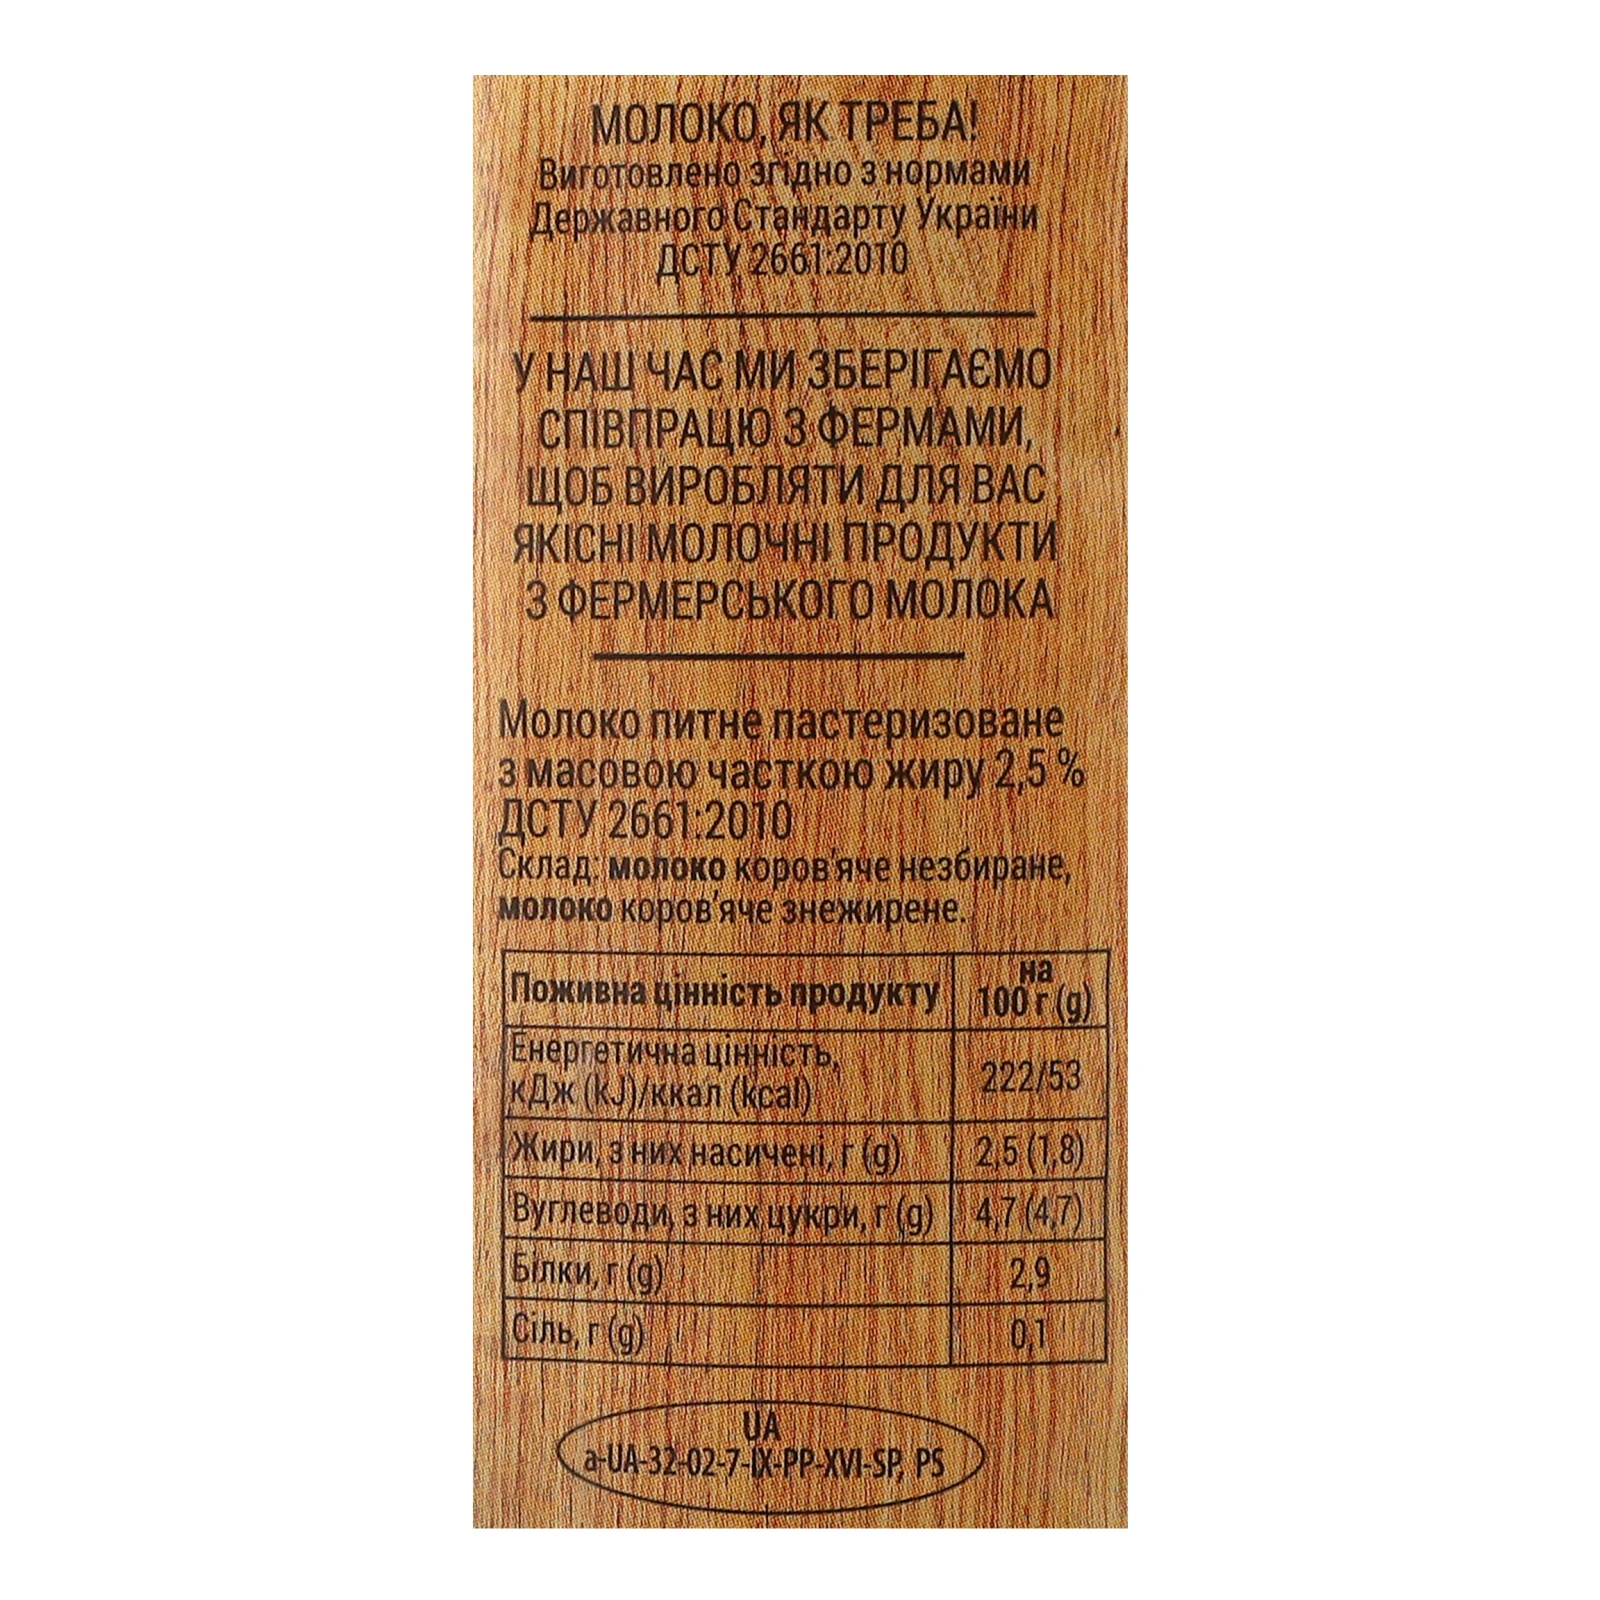 МОЛОКО, ЯК ТРЕБА!
Виготовлено згідно з нормами
Державного Стандарту України
ДСТУ 2661:2010
У НАШ ЧАС МИ ЗБЕРІГАЄМО
СПІВПРАЦЮ З ФЕРМАМИ,
ЩОБ ВИРОБЛЯТИ ДЛЯ ВАС
ЯКІСНІ МОЛОЧНІ ПРОДУКТИ
З ФЕРМЕРСЬКОГО МОЛОКА
Молоко питне пастеризоване
з масовою часткою жиру 2,5 %
ДСТУ 2661:2010
Склад: молоко коров'яче незбиране,
молоко коров'яче знежирене.
Поживна цінність продукту на 100 г (g)
Енергетична цінність,
кДж (kJ)/ккал (kcal) 222/53
Жири, з них насичені, г (g) 2,5 (1,8)
Вуглеводи, з них цукри, г (g) 4,7 (4,7)
Білки, г (g) 2,9
Сіль, г (g) 0,1
UA
a-UA-32-02-7-IX-PP-XVI-SP, PS